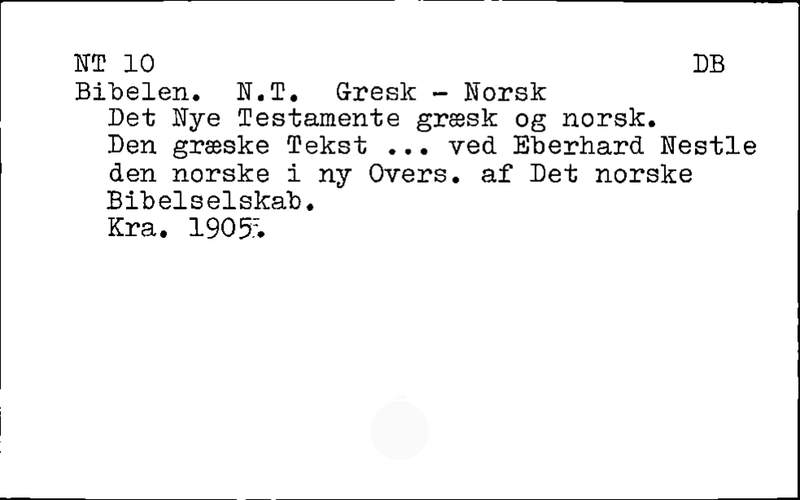 NT 10 DB
Bibelen. N.T. Gresk - Norsk
Det Nye Testamente græsk og norsk.
Den græske Tekst ... ved Eberhard Nestle
den norske i ny Overs. af Det norske
Bibelselskab.
Kra. 1905.